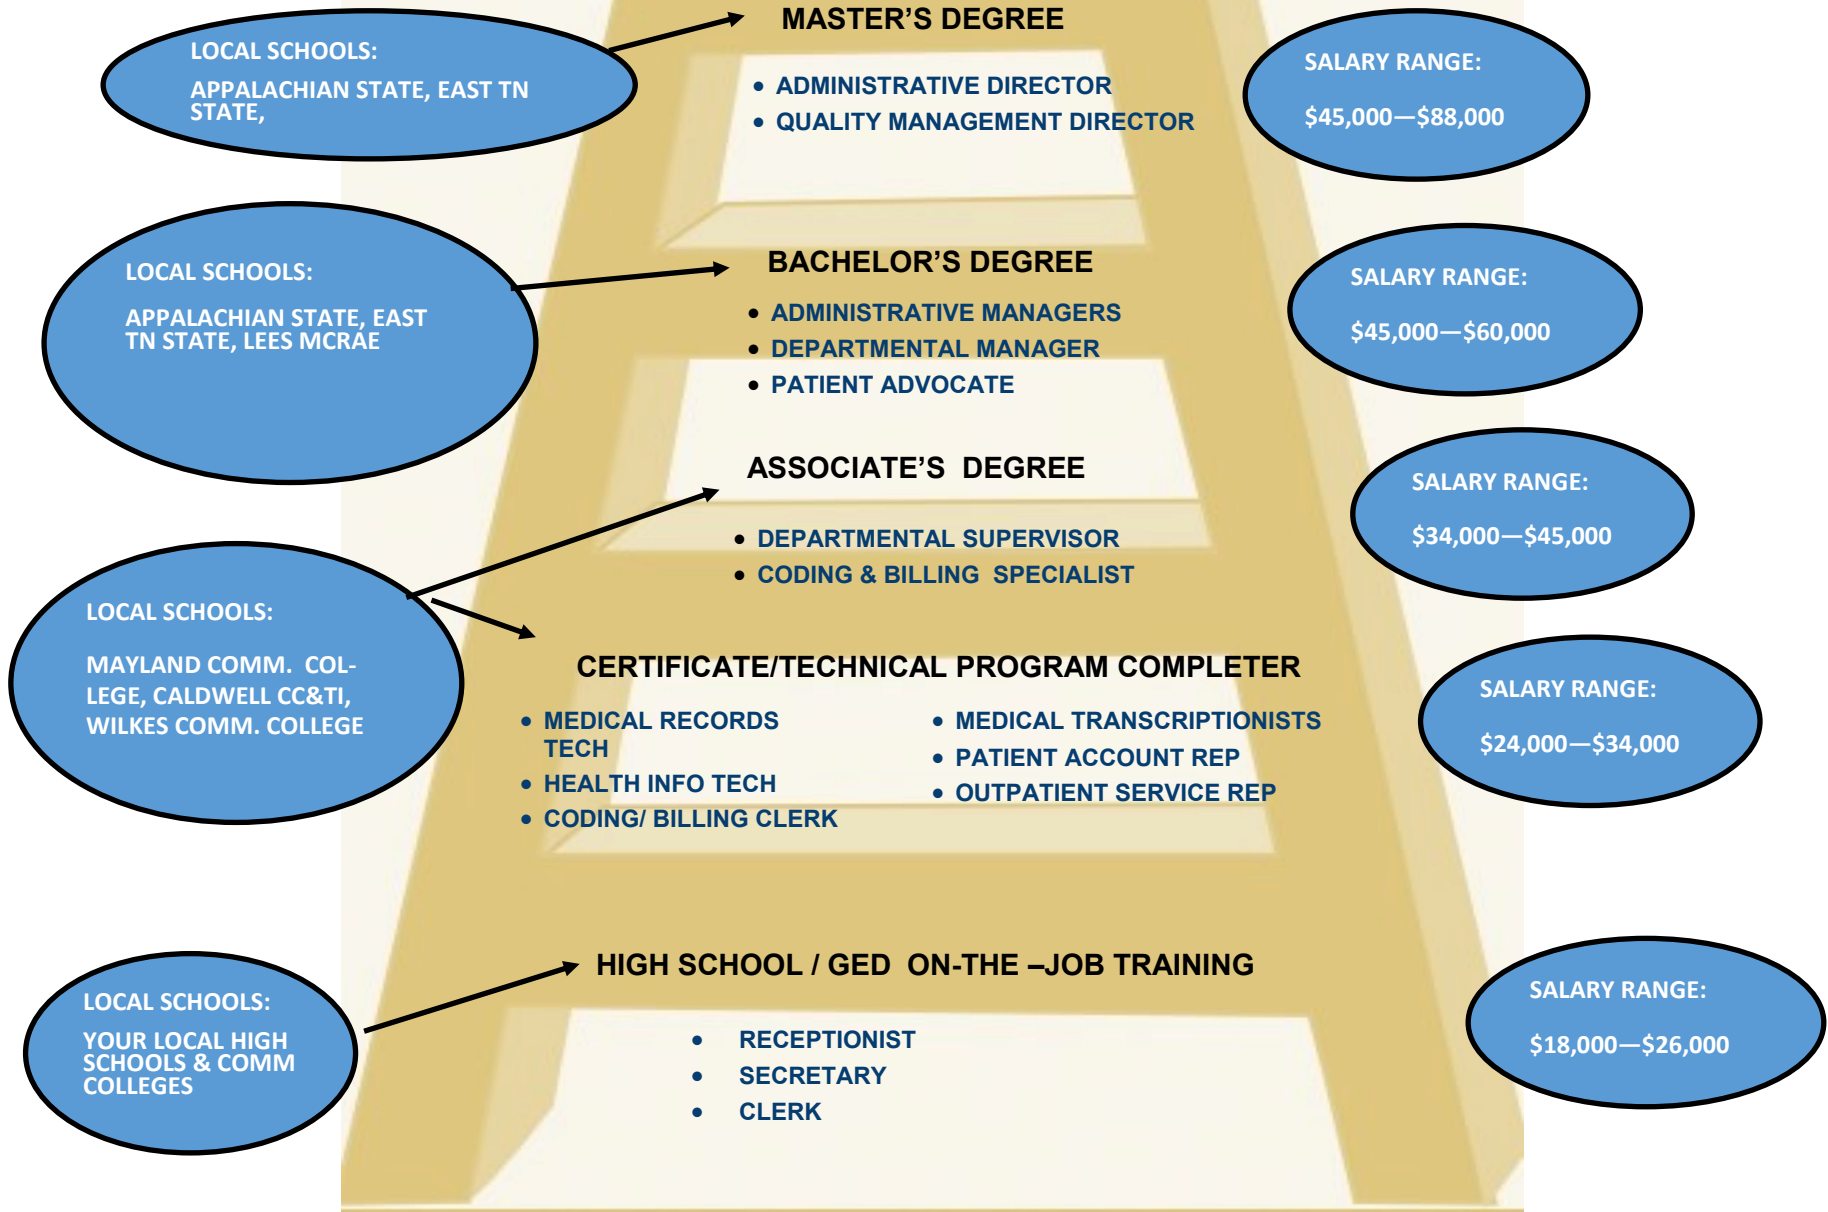 MASTER’S DEGREE
LOCAL SCHOOLS:
APPALACHIAN STATE, EAST TN
STATE,
• ADMINISTRATIVE DIRECTOR
• QUALITY MANAGEMENT DIRECTOR
SALARY RANGE:
$45,000—$88,000
LOCAL SCHOOLS:
APPALACHIAN STATE, EAST
TN STATE, LEES MCRAE
BACHELOR’S DEGREE
• ADMINISTRATIVE MANAGERS
• DEPARTMENTAL MANAGER
• PATIENT ADVOCATE
SALARY RANGE:
$45,000—$60,000
ASSOCIATE’S  DEGREE
• DEPARTMENTAL SUPERVISOR
• CODING & BILLING  SPECIALIST
SALARY RANGE:
$34,000—$45,000
LOCAL SCHOOLS:
MAYLAND COMM.  COL-
LEGE, CALDWELL CC&TI,
WILKES COMM. COLLEGE
CERTIFICATE/TECHNICAL PROGRAM COMPLETER
• MEDICAL RECORDS
TECH
• HEALTH INFO TECH
• CODING/ BILLING CLERK
• MEDICAL TRANSCRIPTIONISTS
• PATIENT ACCOUNT REP
• OUTPATIENT SERVICE REP
SALARY RANGE:
$24,000—$34,000
LOCAL SCHOOLS:
YOUR LOCAL HIGH
SCHOOLS & COMM
COLLEGES
HIGH SCHOOL / GED  ON-THE –JOB TRAINING
• RECEPTIONIST
• SECRETARY
• CLERK
SALARY RANGE:
$18,000—$26,000